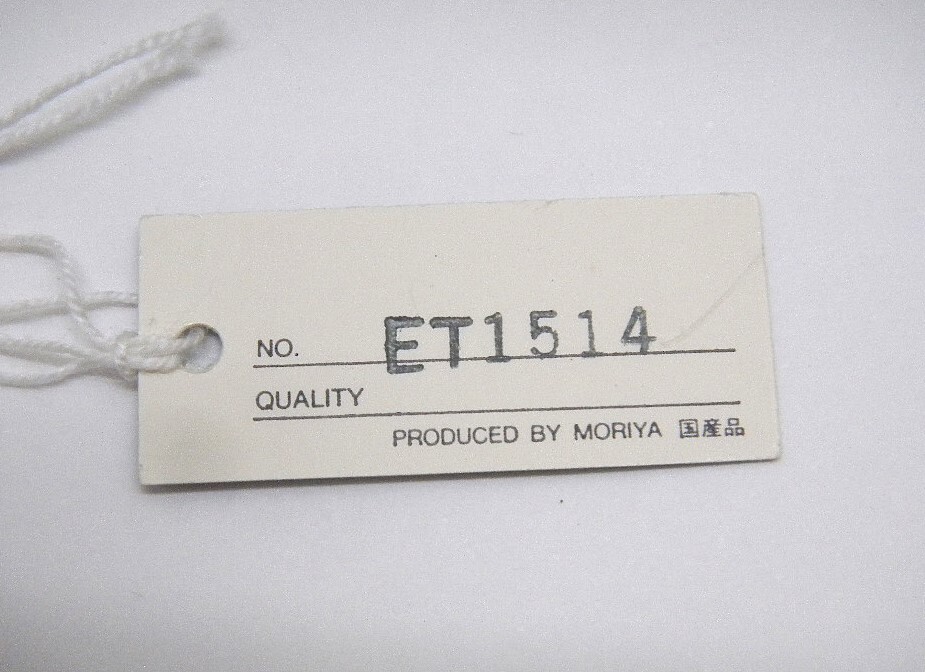 NO. ET1514
QUALITY
PRODUCED BY MORIYA 国産品